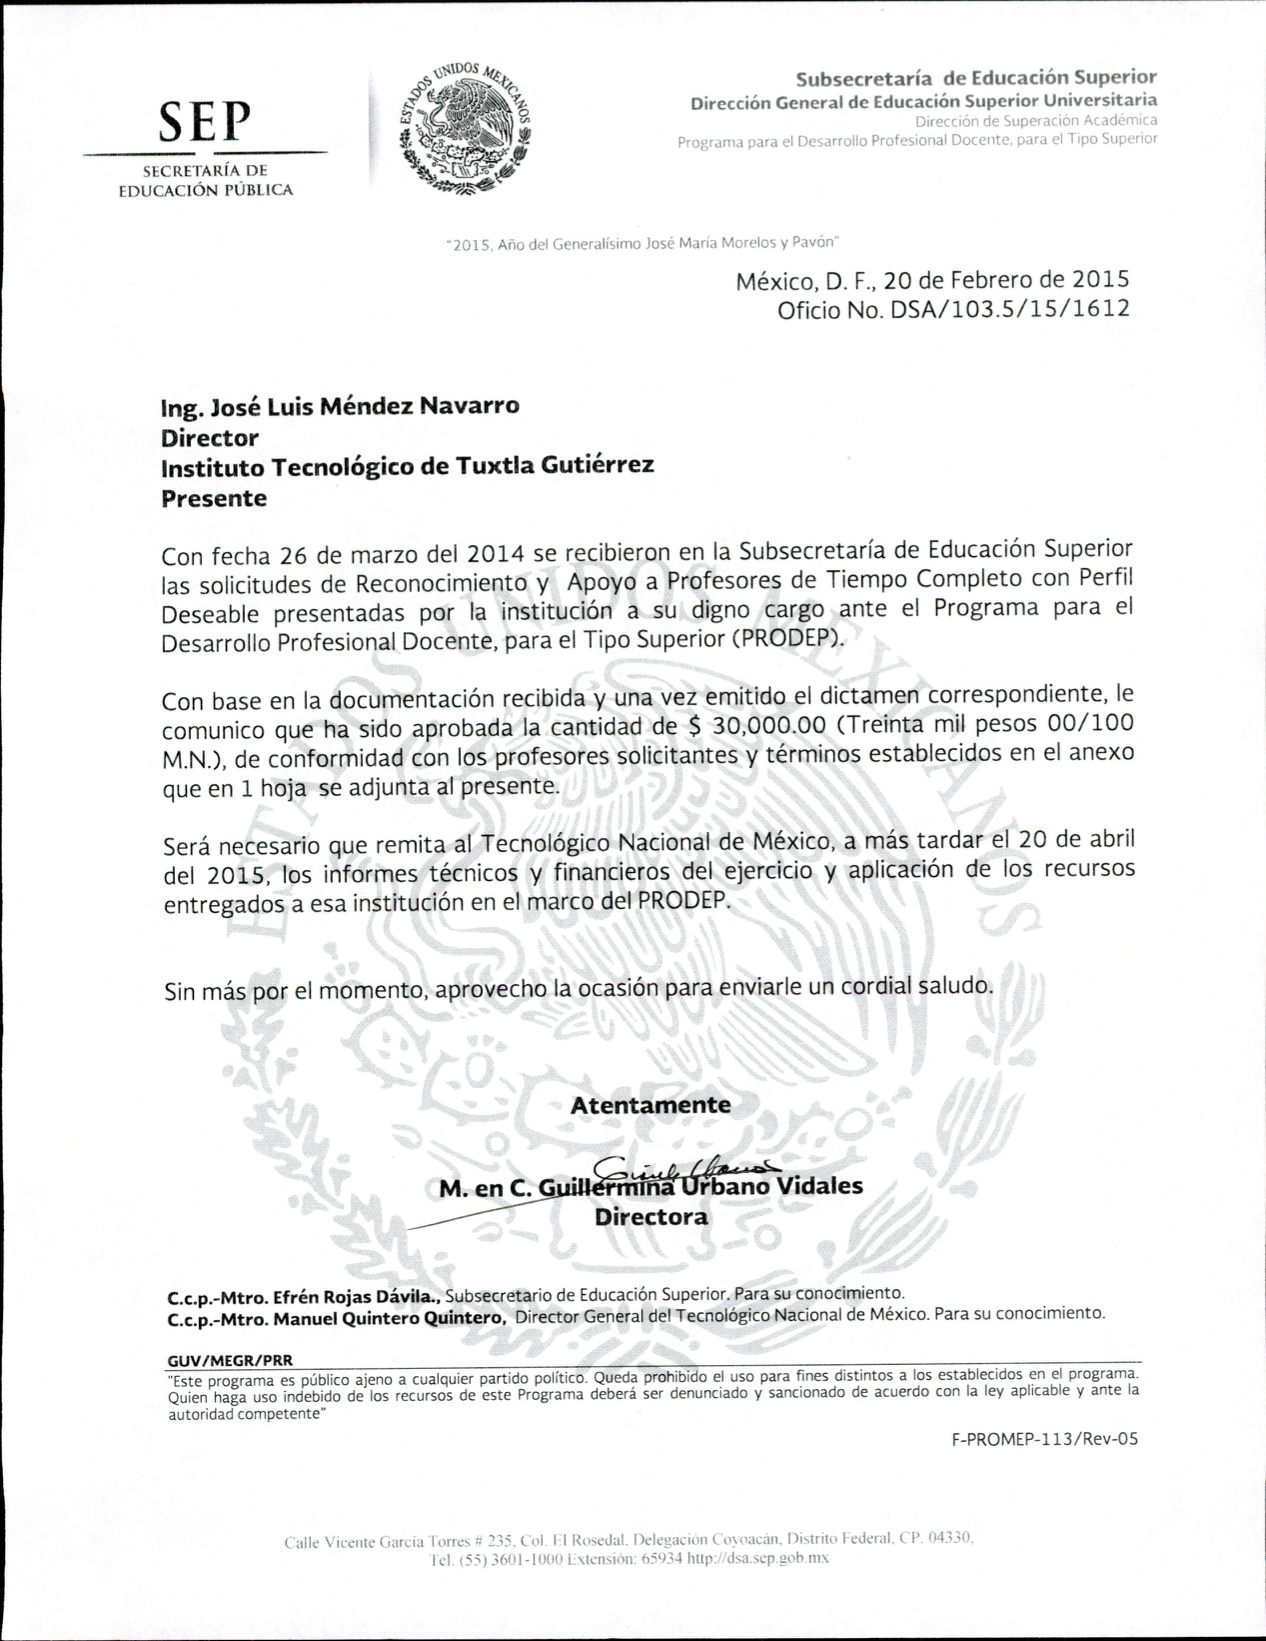 SEP
SECRETARÍA DE
EDUCACIÓN PÚBLICA
ESTADOS UNIDOS MEXICANOS
Subsecretaría de Educación Superior
Dirección General de Educación Superior Universitaria
Dirección de Superación Académica
Programa para el Desarrollo Profesional Docente, para el Tipo Superior
"2015, Año del Generalísimo José María Morelos y Pavón"
México, D. F., 20 de Febrero de 2015
Oficio No. DSA/103.5/15/1612
Ing. José Luis Méndez Navarro
Director
Instituto Tecnológico de Tuxtla Gutiérrez
Presente
Con fecha 26 de marzo del 2014 se recibieron en la Subsecretaría de Educación Superior
las solicitudes de Reconocimiento y Apoyo a Profesores de Tiempo Completo con Perfil
Deseable presentadas por la institución a su digno cargo ante el Programa para el
Desarrollo Profesional Docente, para el Tipo Superior (PRODEP).
Con base en la documentación recibida y una vez emitido el dictamen correspondiente, le
comunico que ha sido aprobada la cantidad de $ 30,000.00 (Treinta mil pesos 00/100
M.N.), de conformidad con los profesores solicitantes y términos establecidos en el anexo
que en 1 hoja se adjunta al presente.
Será necesario que remita al Tecnológico Nacional de México, a más tardar el 20 de abril
del 2015, los informes técnicos y financieros del ejercicio y aplicación de los recursos
entregados a esa institución en el marco del PRODEP.
Sin más por el momento, aprovecho la ocasión para enviarle un cordial saludo.
ESTADOS UNIDOS MEXICANOS
Atentamente
M. en C. Guillermina Urbano Vidales
Directora
C.c.p.-Mtro. Efrén Rojas Dávila., Subsecretario de Educación Superior. Para su conocimiento.
C.c.p.-Mtro. Manuel Quintero Quintero, Director General del Tecnológico Nacional de México. Para su conocimiento.
GUV/MEGR/PRR
"Este programa es público ajeno a cualquier partido político. Queda prohibido el uso para fines distintos a los establecidos en el programa.
Quien haga uso indebido de los recursos de este Programa deberá ser denunciado y sancionado de acuerdo con la ley aplicable y ante la
autoridad competente"
F-PROMEP-113/Rev-05
Calle Vicente García Torres # 235, Col. El Rosedal, Delegación Coyoacán, Distrito Federal, CP. 04330,
Tel. (55) 3601-1000 Extensión: 65934 http://dsa.sep.gob.mx